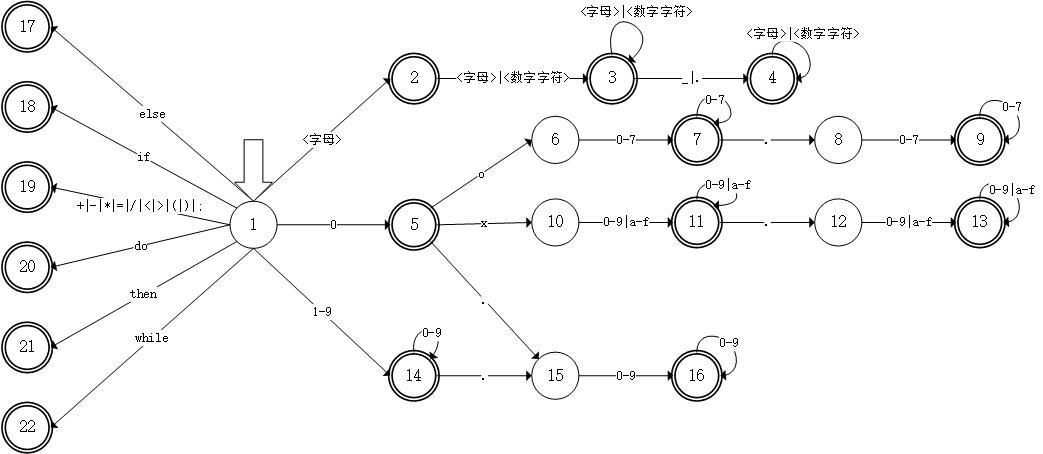 17
<字母>|<数字字符>
<字母>|<数字字符>
2
<字母>|<数字字符>
3
_|.
4
18
else
0-7
0-7
<字母>
6
0-7
7
.
8
0-7
9
if
o
19
0-9|a-f
0-9|a-f
+|-|*|=|/|<|>|(|)|;
1
0
5
x
10
0-9|a-f
11
.
12
0-9|a-f
13
do
20
then
.
1-9
while
0-9
0-9
21
14
.
15
0-9
16
22